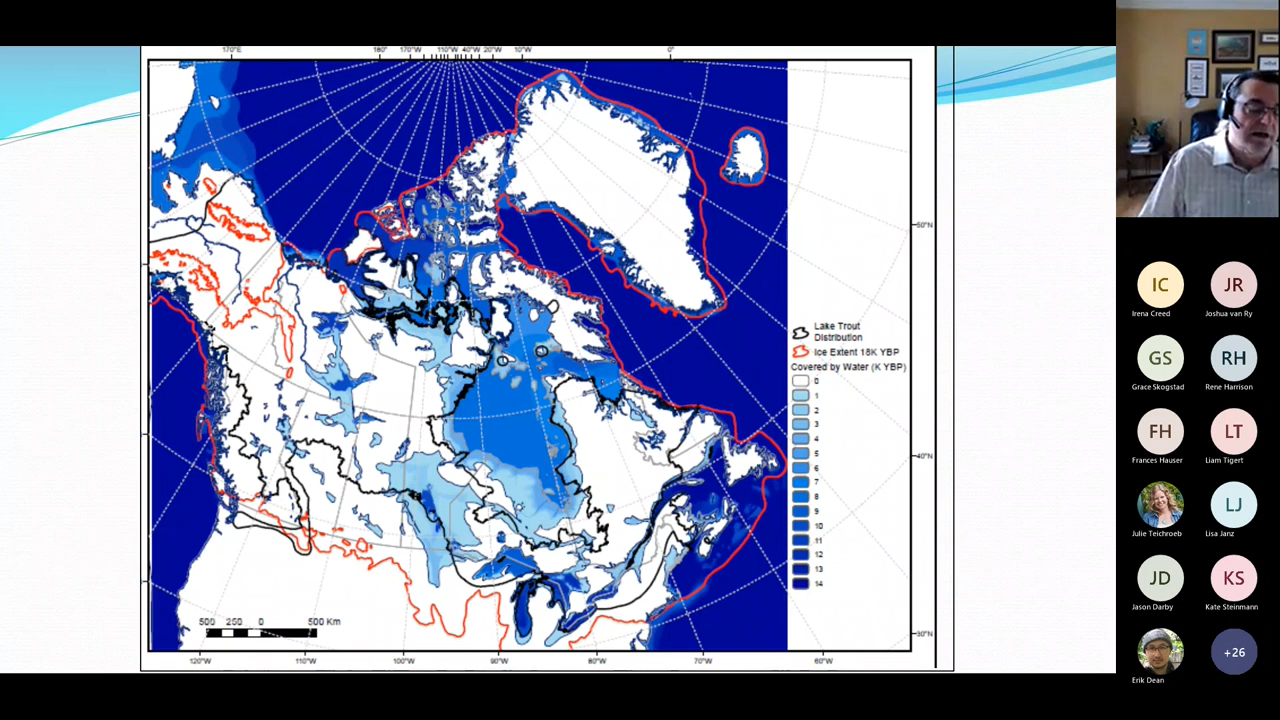 170°E
180°
170°W
110°W
40°W
20°W
10°W
0°
50°N
40°N
30°N
Lake Trout
Distribution
Ice Extent 18K YBP
Covered by Water (K YBP)
0
1
2
3
4
5
6
7
8
9
10
11
12
13
14
500 250 0 500 Km
120°W
110°W
100°W
90°W
80°W
70°W
60°W
IC
Irena Creed
JR
Joshua van Ry
GS
Grace Skogstad
RH
Rene Harrison
FH
Frances Hauser
LT
Liam Tigert
Julie Teichroeb
LJ
Lisa Janz
JD
Jason Darby
KS
Kate Steinmann
Erik Dean
+26